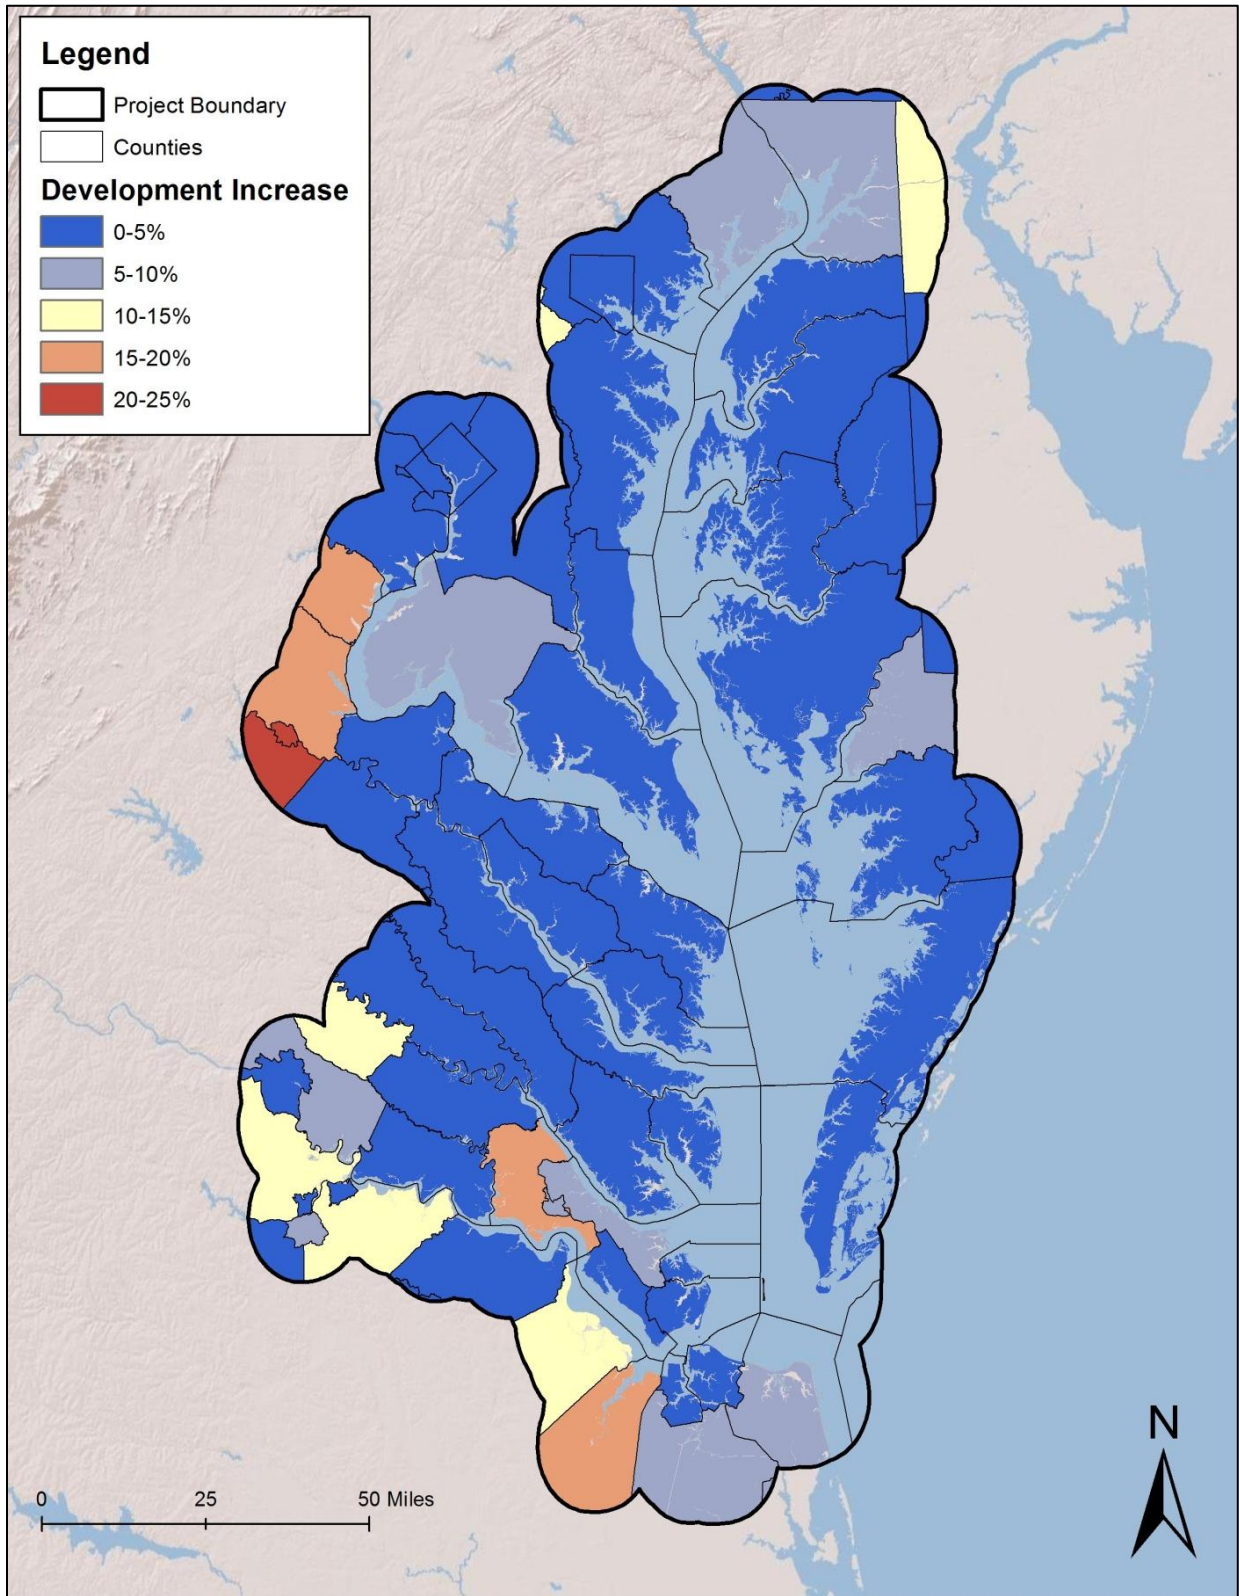 Legend
Project Boundary
Counties
Development Increase
0-5%
5-10%
10-15%
15-20%
20-25%
0 25 50 Miles
N